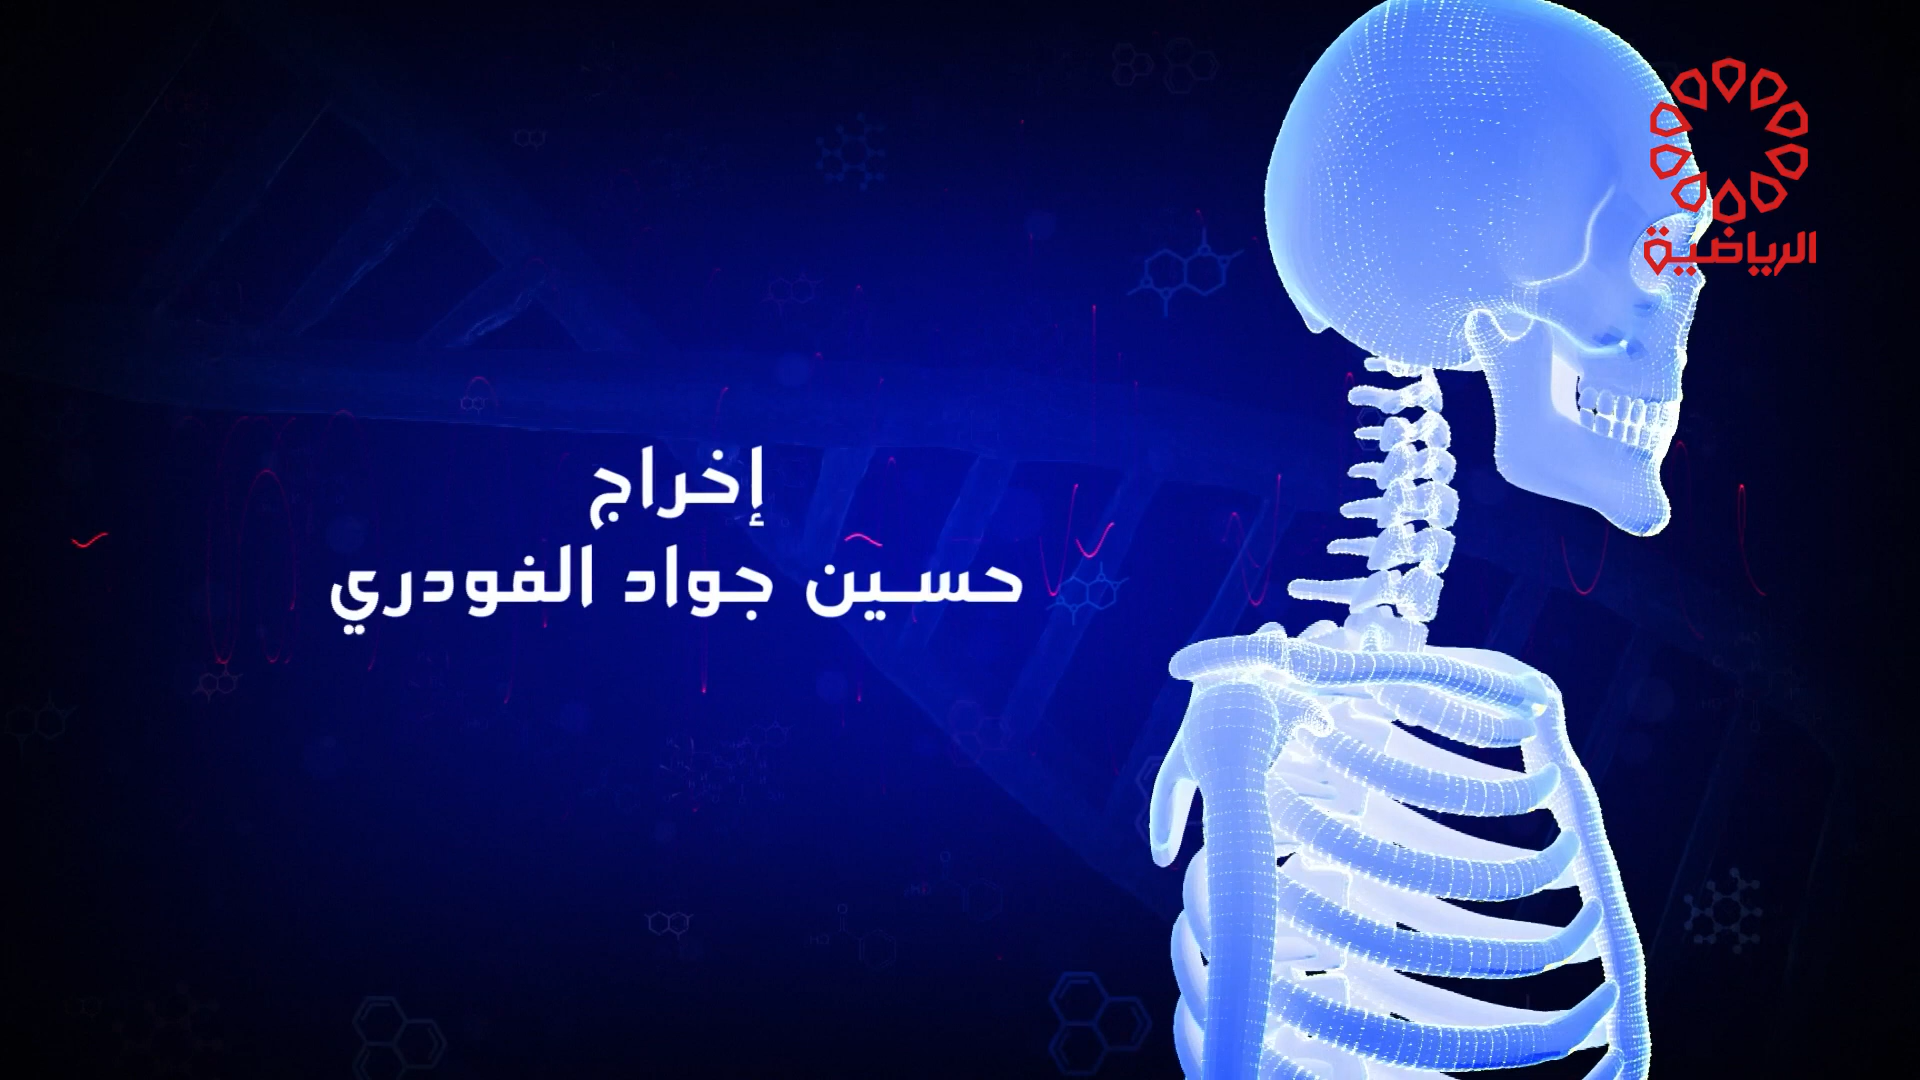 الرياضية
إخراج
حسين جواد الفودري